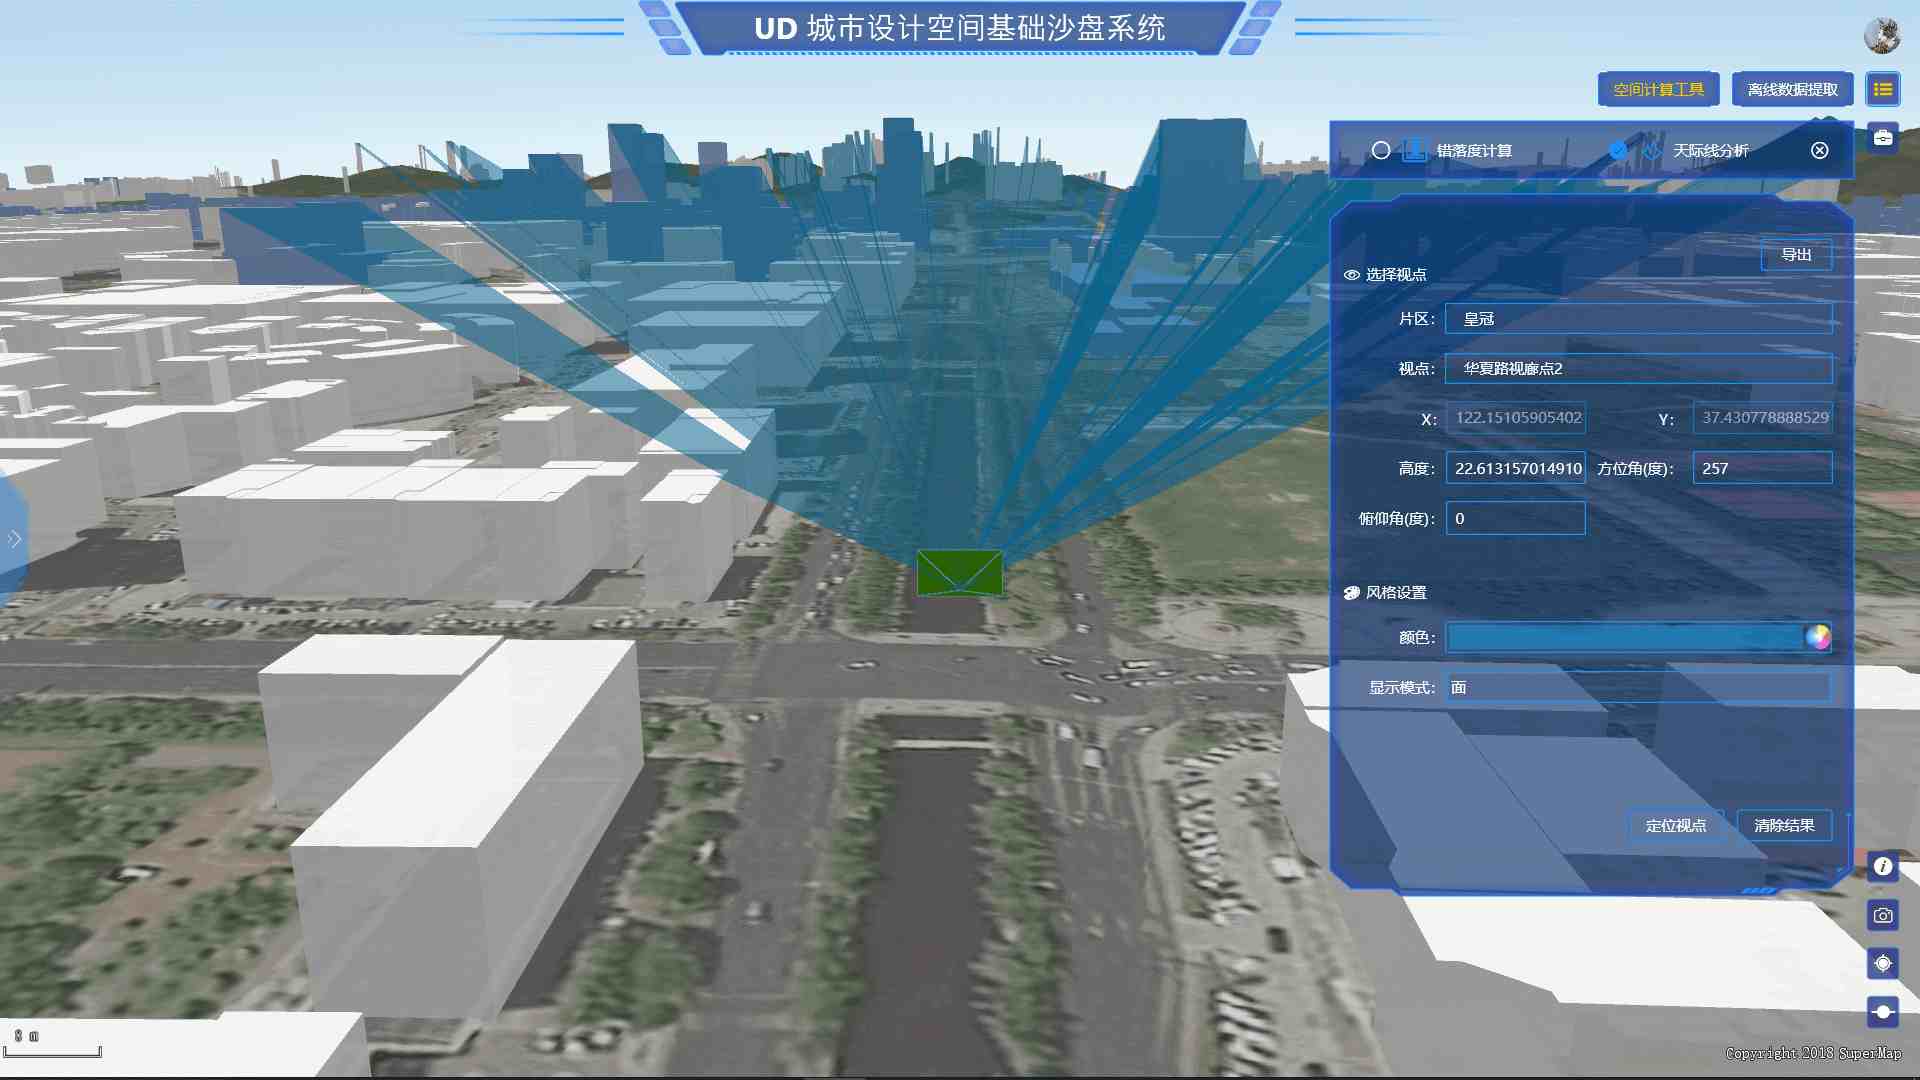 UD 城市设计空间基础沙盘系统
空间计算工具
离线数据提取
错落度计算
天际线分析
导出
选择视点
片区: 皇冠
视点: 华夏路视廊点2
X: 122.15105905402 Y: 37.430778888529
高度: 22.613157014910 方位角(度): 257
俯仰角(度): 0
风格设置
颜色:
显示模式: 面
定位视点
清除结果
8 m
Copyright 2018 SuperMap